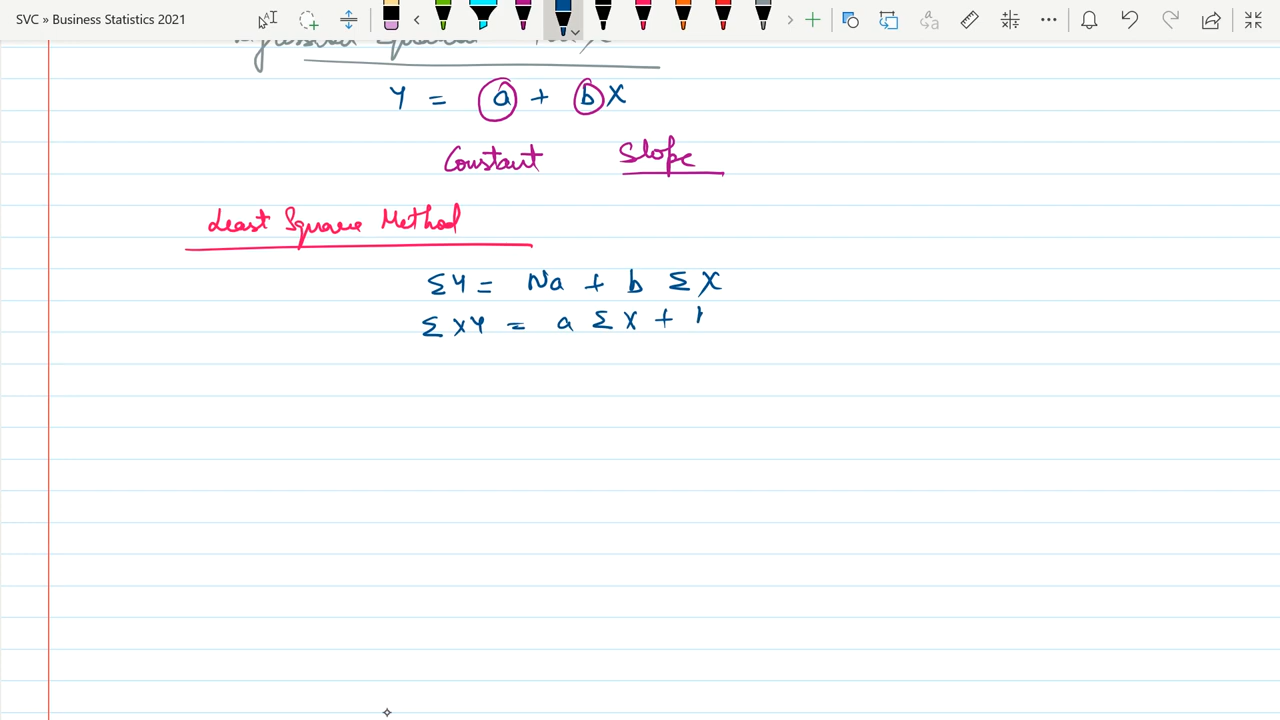 SVC » Business Statistics 2021
Y = a + b X
Constant Slope
Least Square Method
ΣY = Na + b ΣX
ΣXY = a ΣX +